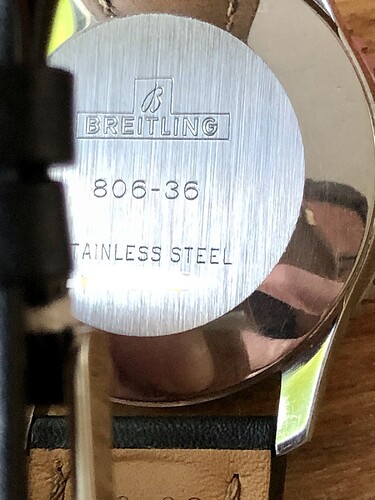 B
BREITLING
806-36
TAINLESS STEEL